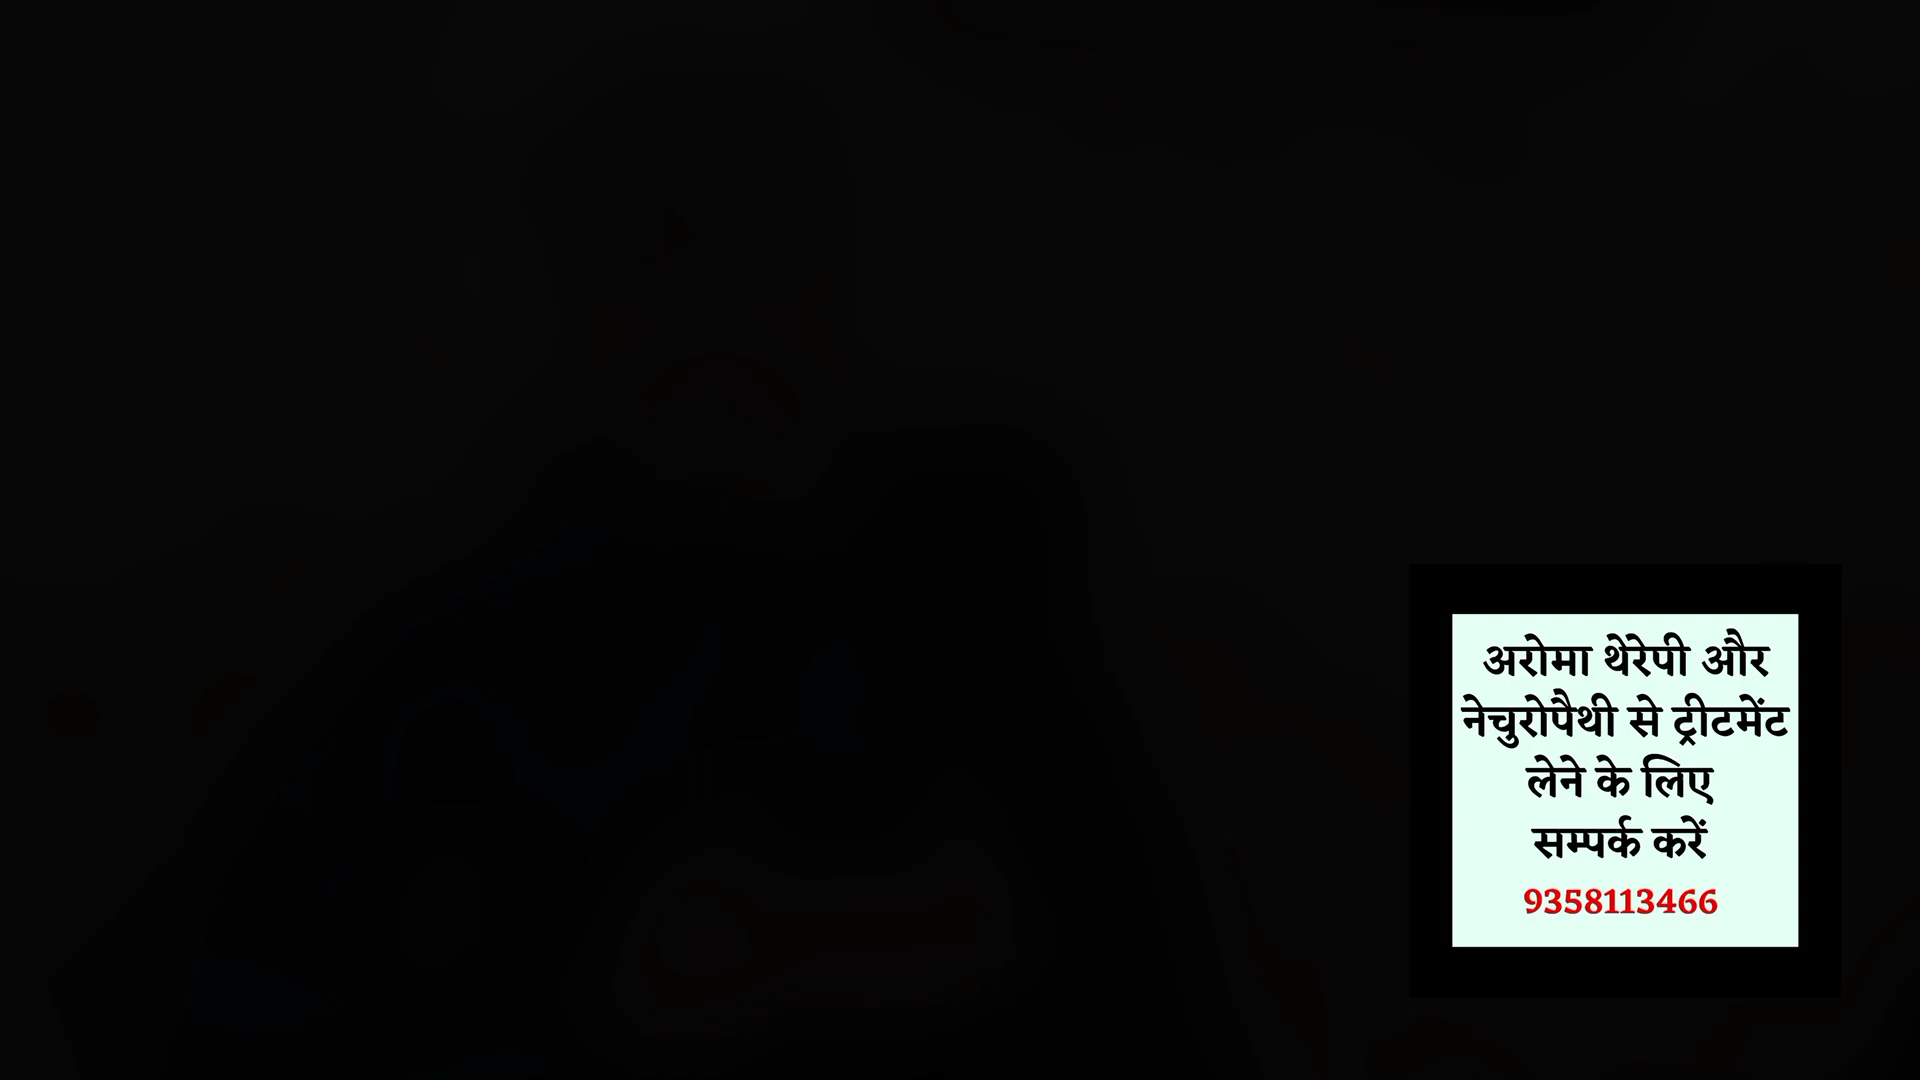 अरोमा थेरेपी और
नेचुरोपैथी से ट्रीटमेंट
लेने के लिए
सम्पर्क करें
9358113466